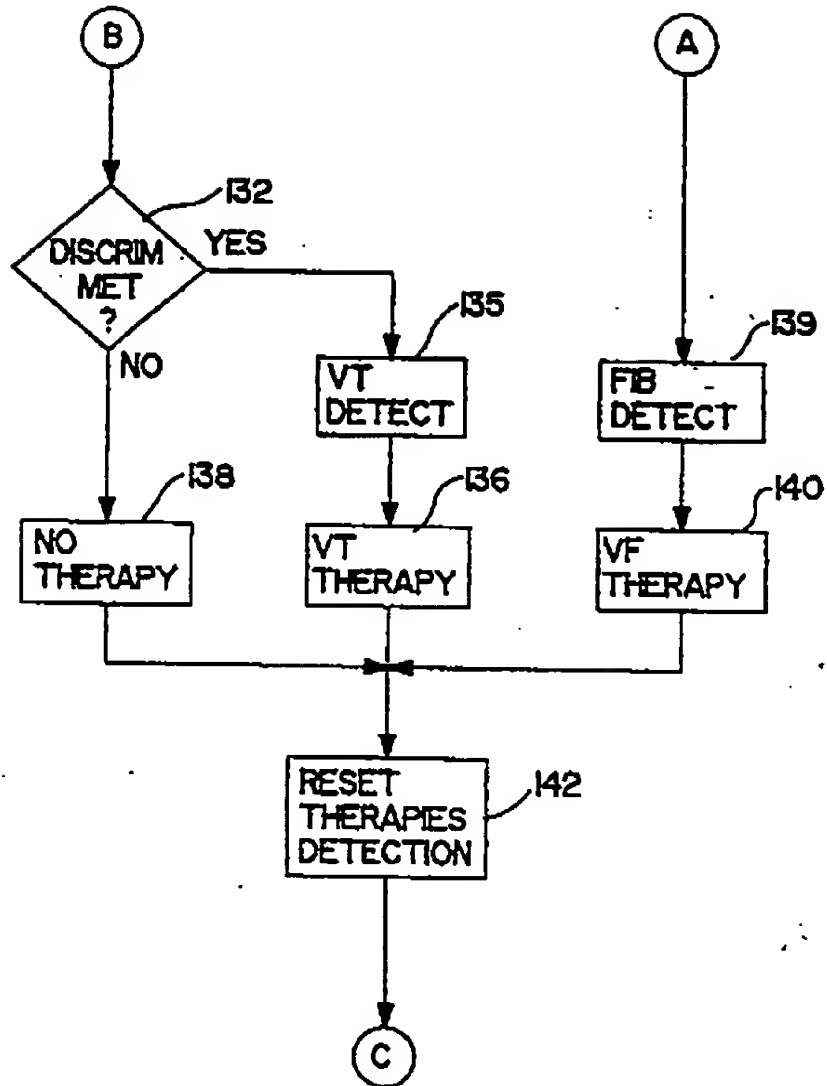 B
A
132
DISCRIM
MET
?
YES
NO
135
VT
DETECT
139
FIB
DETECT
138
NO
THERAPY
136
VT
THERAPY
140
VF
THERAPY
RESET
THERAPIES
DETECTION
142
C